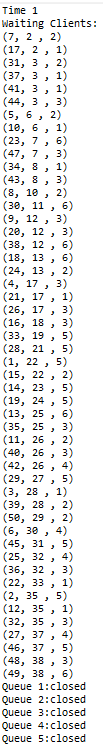 Time 1
Waiting Clients:
(7, 2 , 2)
(17, 2 , 1)
(31, 3 , 2)
(37, 3 , 1)
(41, 3 , 1)
(44, 3 , 3)
(5, 6 , 2)
(10, 6 , 1)
(23, 7 , 6)
(47, 7 , 3)
(34, 8 , 1)
(43, 8 , 3)
(8, 10 , 2)
(30, 11 , 6)
(9, 12 , 3)
(20, 12 , 3)
(38, 12 , 6)
(18, 13 , 6)
(24, 13 , 2)
(4, 17 , 3)
(21, 17 , 1)
(26, 17 , 3)
(16, 18 , 3)
(33, 19 , 5)
(28, 21 , 5)
(1, 22 , 5)
(15, 22 , 2)
(14, 23 , 5)
(19, 24 , 5)
(13, 25 , 6)
(35, 25 , 3)
(11, 26 , 2)
(40, 26 , 3)
(42, 26 , 4)
(29, 27 , 5)
(3, 28 , 1)
(39, 28 , 2)
(50, 29 , 2)
(6, 30 , 4)
(45, 31 , 5)
(25, 32 , 4)
(36, 32 , 3)
(22, 33 , 1)
(2, 35 , 5)
(12, 35 , 1)
(32, 35 , 3)
(27, 37 , 4)
(46, 37 , 5)
(48, 38 , 3)
(49, 38 , 6)
Queue 1:closed
Queue 2:closed
Queue 3:closed
Queue 4:closed
Queue 5:closed